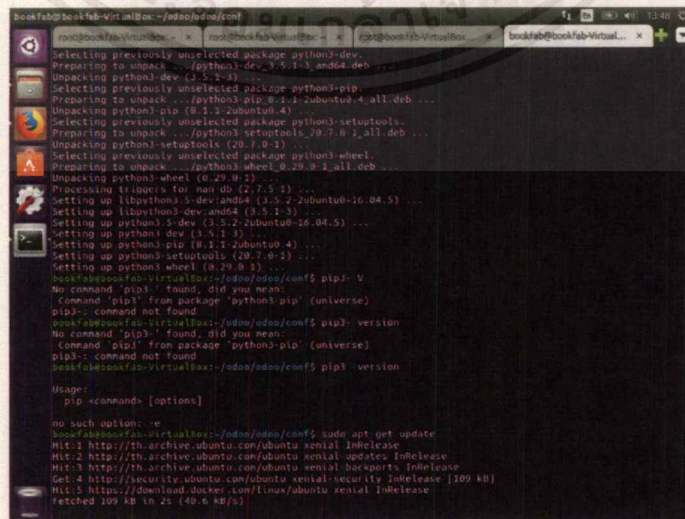 bookfab@bookfab-VirtualBox: ~/odoo/odoo/conf
13:48
root@bookfab-VirtualBox: ~ × root@bookfab-VirtualBox: ~ × root@bookfab-VirtualBox: ~ × bookfab@bookfab-Virtual... ×
Selecting previously unselected package python3-dev.
Preparing to unpack .../python3-dev_3.5.1-3_amd64.deb ...
Unpacking python3-dev (3.5.1-3) ...
Selecting previously unselected package python3-pip.
Preparing to unpack .../python3-pip_8.1.1-2ubuntu0.4_all.deb ...
Unpacking python3-pip (8.1.1-2ubuntu0.4) ...
Selecting previously unselected package python3-setuptools.
Preparing to unpack .../python3-setuptools_20.7.0-1_all.deb ...
Unpacking python3-setuptools (20.7.0-1) ...
Selecting previously unselected package python3-wheel.
Preparing to unpack .../python3-wheel_0.29.0-1_all.deb ...
Unpacking python3-wheel (0.29.0-1) ...
Processing triggers for man-db (2.7.5-1) ...
Setting up libpython3.5-dev:amd64 (3.5.2-2ubuntu0~16.04.5) ...
Setting up libpython3-dev:amd64 (3.5.1-3) ...
Setting up python3.5-dev (3.5.2-2ubuntu0~16.04.5) ...
Setting up python3-dev (3.5.1-3) ...
Setting up python3-pip (8.1.1-2ubuntu0.4) ...
Setting up python3-setuptools (20.7.0-1) ...
Setting up python3-wheel (0.29.0-1) ...
bookfab@bookfab-VirtualBox:~/odoo/odoo/conf$ pip3- V
No command 'pip3-' found, did you mean:
Command 'pip3' from package 'python3-pip' (universe)
pip3-: command not found
bookfab@bookfab-VirtualBox:~/odoo/odoo/conf$ pip3- version
No command 'pip3-' found, did you mean:
Command 'pip3' from package 'python3-pip' (universe)
pip3-: command not found
bookfab@bookfab-VirtualBox:~/odoo/odoo/conf$ pip3 -version
Usage:
pip <command> [options]
no such option: -e
bookfab@bookfab-VirtualBox:~/odoo/odoo/conf$ sudo apt-get update
Hit:1 http://th.archive.ubuntu.com/ubuntu xenial InRelease
Hit:2 http://th.archive.ubuntu.com/ubuntu xenial-updates InRelease
Hit:3 http://th.archive.ubuntu.com/ubuntu xenial-backports InRelease
Get:4 http://security.ubuntu.com/ubuntu xenial-security InRelease [109 kB]
Hit:5 https://download.docker.com/linux/ubuntu xenial InRelease
Fetched 109 kB in 2s (40.6 kB/s)